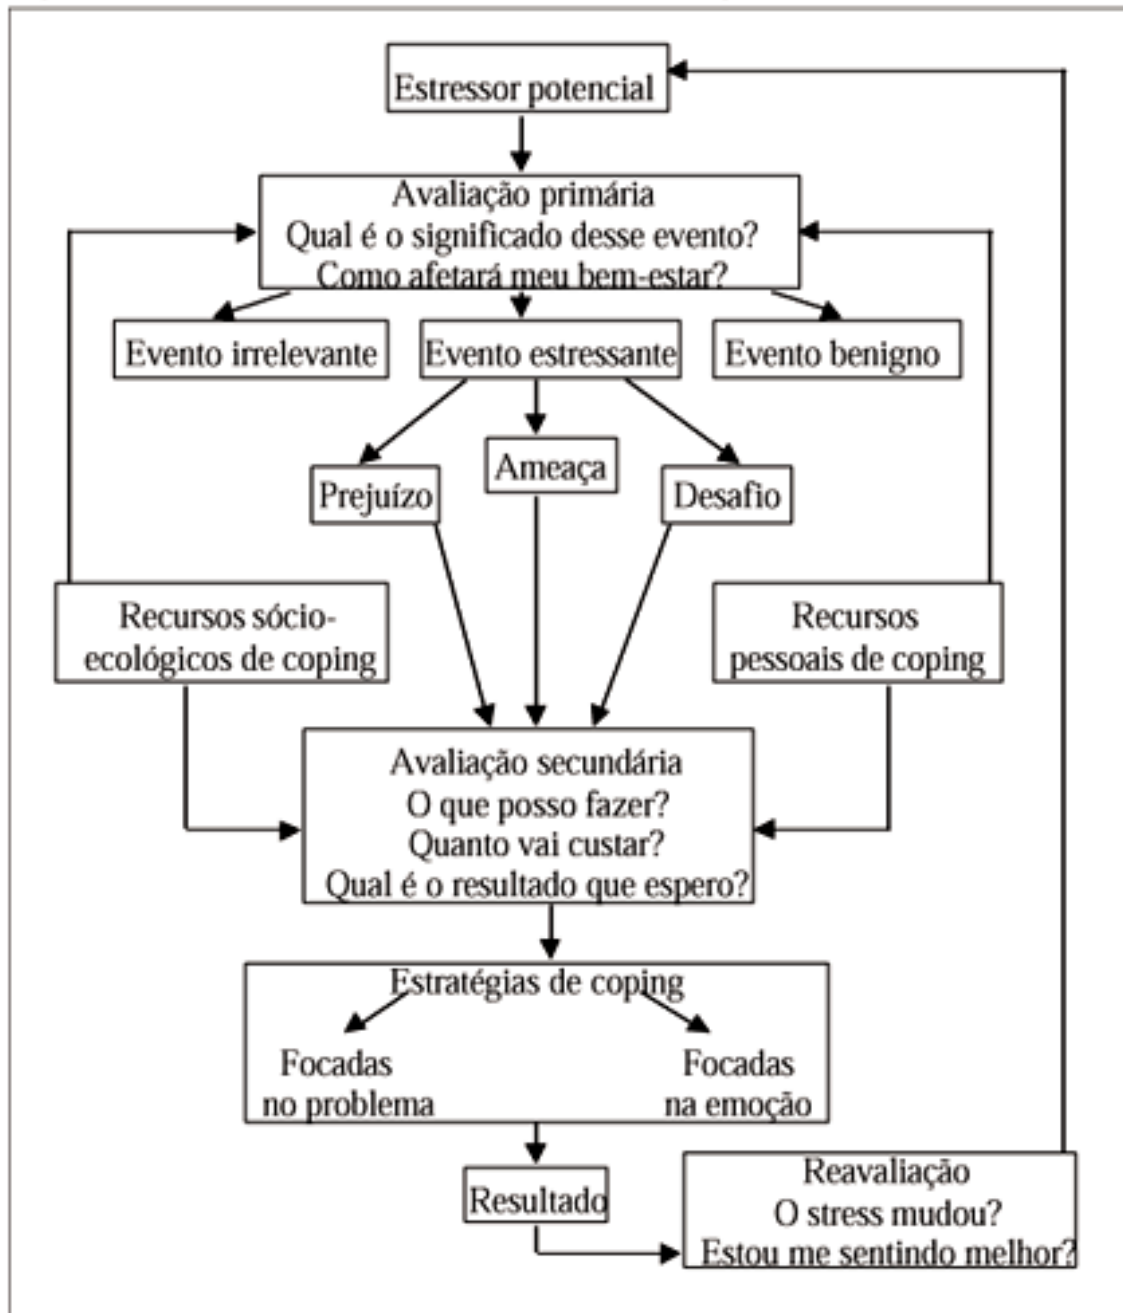 Estressor potencial
Avaliação primária
Qual é o significado desse evento?
Como afetará meu bem-estar?
Evento irrelevante
Evento estressante
Evento benigno
Prejuízo
Ameaça
Desafio
Recursos sócio-
ecológicos de coping
Recursos
pessoais de coping
Avaliação secundária
O que posso fazer?
Quanto vai custar?
Qual é o resultado que espero?
Estratégias de coping
Focadas
no problema
Focadas
na emoção
Resultado
Reavaliação
O stress mudou?
Estou me sentindo melhor?